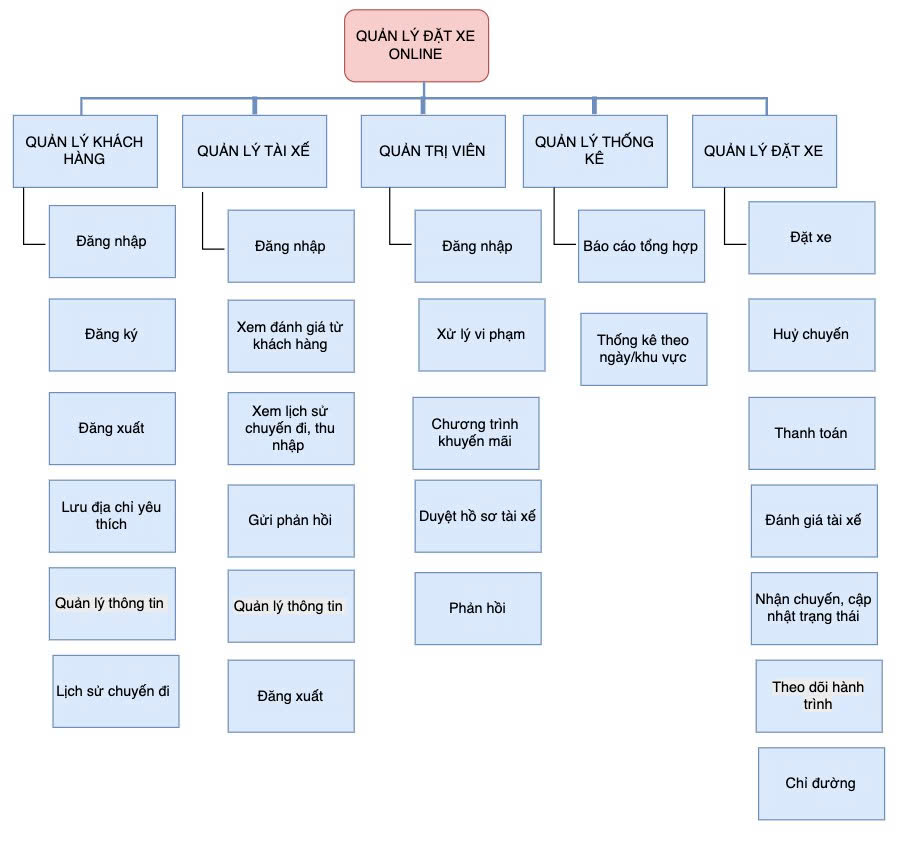 QUẢN LÝ ĐẶT XE
ONLINE
QUẢN LÝ KHÁCH
HÀNG
Đăng nhập
Đăng ký
Đăng xuất
Lưu địa chỉ yêu
thích
Quản lý thông tin
Lịch sử chuyến đi
QUẢN LÝ TÀI XẾ
Đăng nhập
Xem đánh giá từ
khách hàng
Xem lịch sử
chuyến đi, thu
nhập
Gửi phản hồi
Quản lý thông tin
Đăng xuất
QUẢN TRỊ VIÊN
Đăng nhập
Xử lý vi phạm
Chương trình
khuyến mãi
Duyệt hồ sơ tài xế
Phản hồi
QUẢN LÝ THỐNG
KÊ
Báo cáo tổng hợp
Thống kê theo
ngày/khu vực
QUẢN LÝ ĐẶT XE
Đặt xe
Huỷ chuyến
Thanh toán
Đánh giá tài xế
Nhận chuyến, cập
nhật trạng thái
Theo dõi hành
trình
Chỉ đường